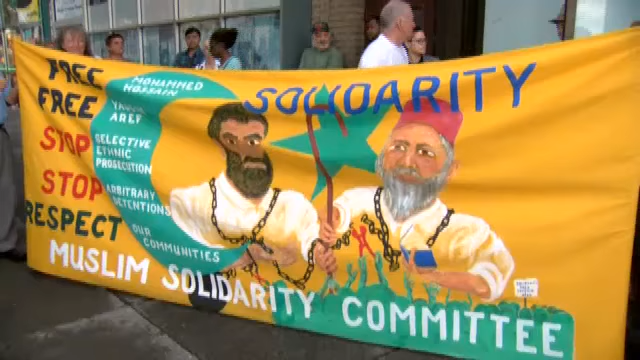 SOLIDARITY
FREE MOHAMMED HOSSAIN
FREE YASSIN AREF
STOP SELECTIVE ETHNIC PROSECUTION
STOP ARBITRARY DETENTIONS
RESPECT OUR COMMUNITIES
MUSLIM SOLIDARITY COMMITTEE